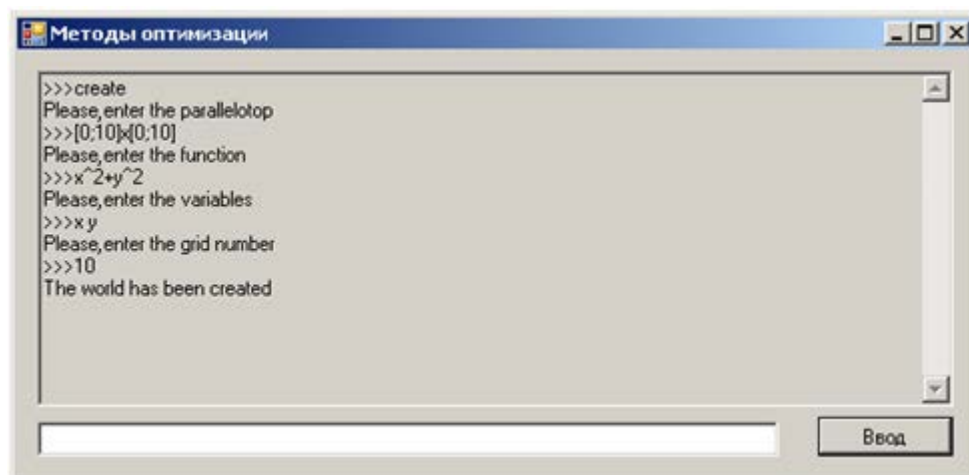 Методы оптимизации
>>>create
Please,enter the parallelotop
>>>[0;10]x[0;10]
Please,enter the function
>>>x^2+y^2
Please,enter the variables
>>>x y
Please,enter the grid number
>>>10
The world has been created
Ввод